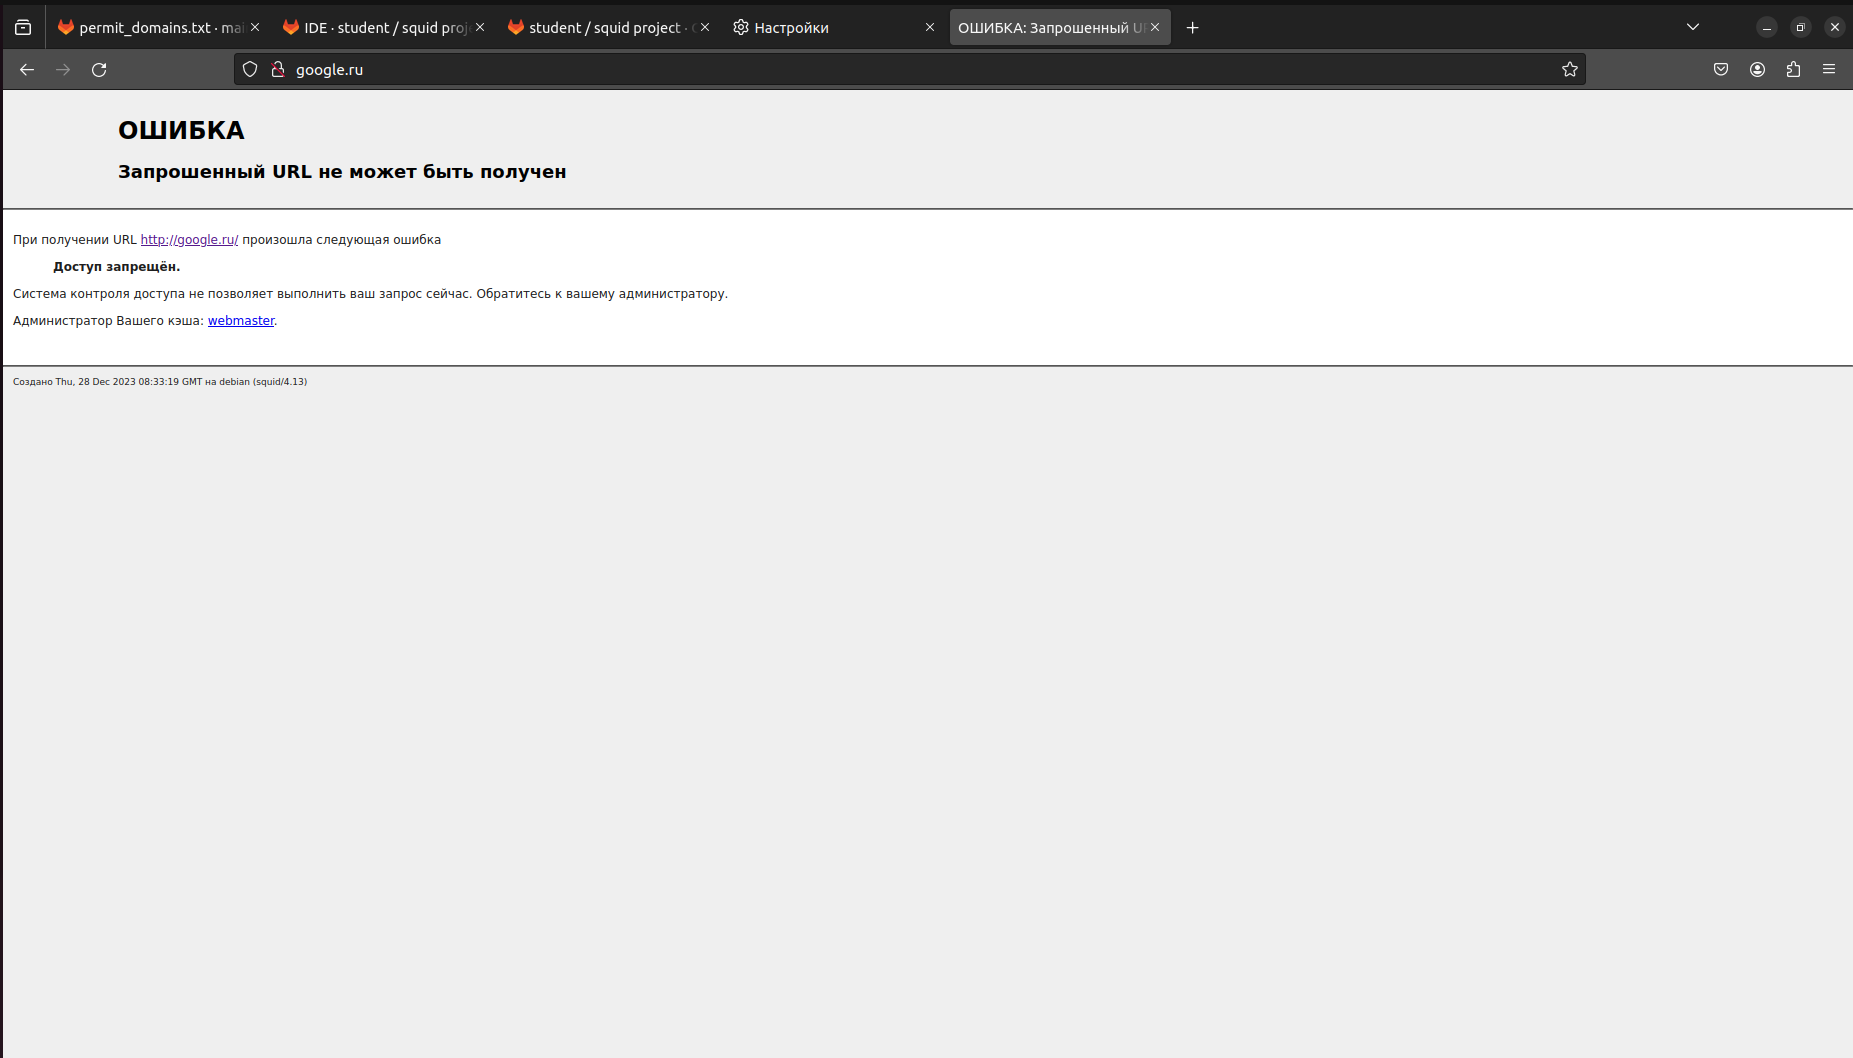 permit_domains.txt · mai
IDE · student / squid proj
student / squid project ·
Настройки
ОШИБКА: Запрошенный UR
google.ru
ОШИБКА
Запрошенный URL не может быть получен
При получении URL http://google.ru/ произошла следующая ошибка
Доступ запрещён.
Система контроля доступа не позволяет выполнить ваш запрос сейчас. Обратитесь к вашему администратору.
Администратор Вашего кэша: webmaster.
Создано Thu, 28 Dec 2023 08:33:19 GMT на debian (squid/4.13)